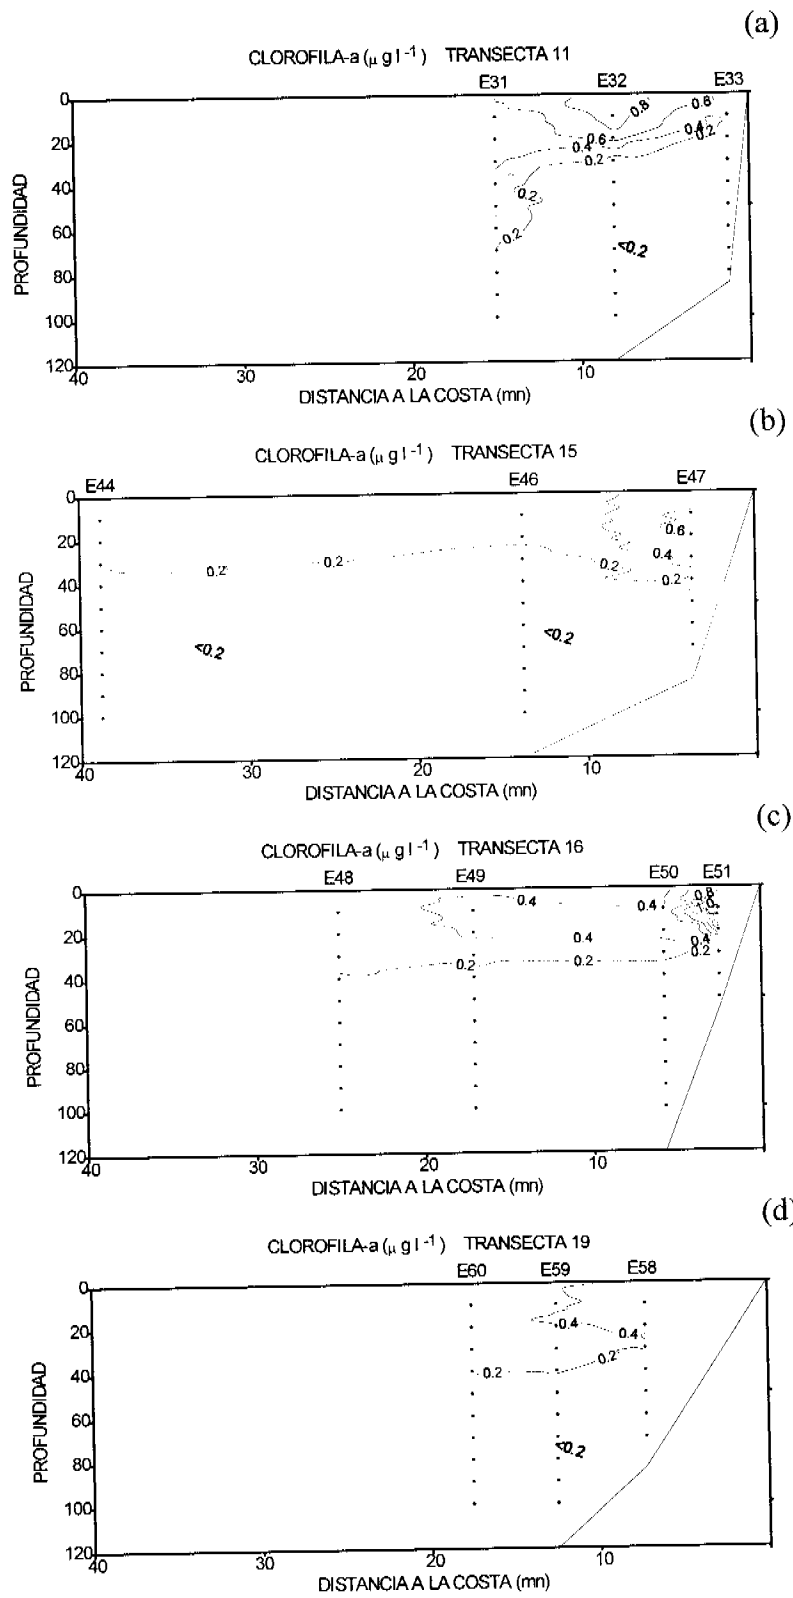 (a)
CLOROFILA-a (μ g l -1) TRANSECTA 11
E31 E32 E33
0
20
40
60
80
100
120
PROFUNDIDAD
0.8 0.6
0.6 0.4 0.2
0.4
0.2
0.2
0.2
<0.2
40 20 10
DISTANCIA A LA COSTA (mn)
(b)
CLOROFILA-a (μ g l -1) TRANSECTA 15
E44 E46 E47
0
20
40
60
80
100
120
PROFUNDIDAD
0.6
0.4
0.2 0.2 0.2 0.2
<0.2 <0.2
40 30 20 10
DISTANCIA A LA COSTA (mn)
(c)
CLOROFILA-a (μ g l -1) TRANSECTA 16
E48 E49 E50 E51
0
20
40
60
80
100
120
PROFUNDIDAD
0.4 0.4 0.8
0.4 0.4
0.2 0.2 0.2
40 30 20 10
DISTANCIA A LA COSTA (mn)
(d)
CLOROFILA-a (μ g l -1) TRANSECTA 19
E60 E59 E58
0
20
40
60
80
100
120
PROFUNDIDAD
0.4 0.4
0.2 0.2
<0.2
40 30 20 10
DISTANCIA A LA COSTA (mn)